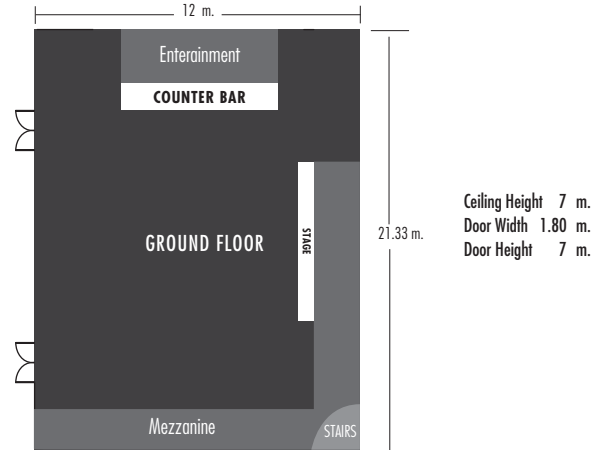 12 m.
Enterainment
COUNTER BAR
GROUND FLOOR
STAGE
21.33 m.
Ceiling Height 7 m.
Door Width 1.80 m.
Door Height 7 m.
Mezzanine
STAIRS